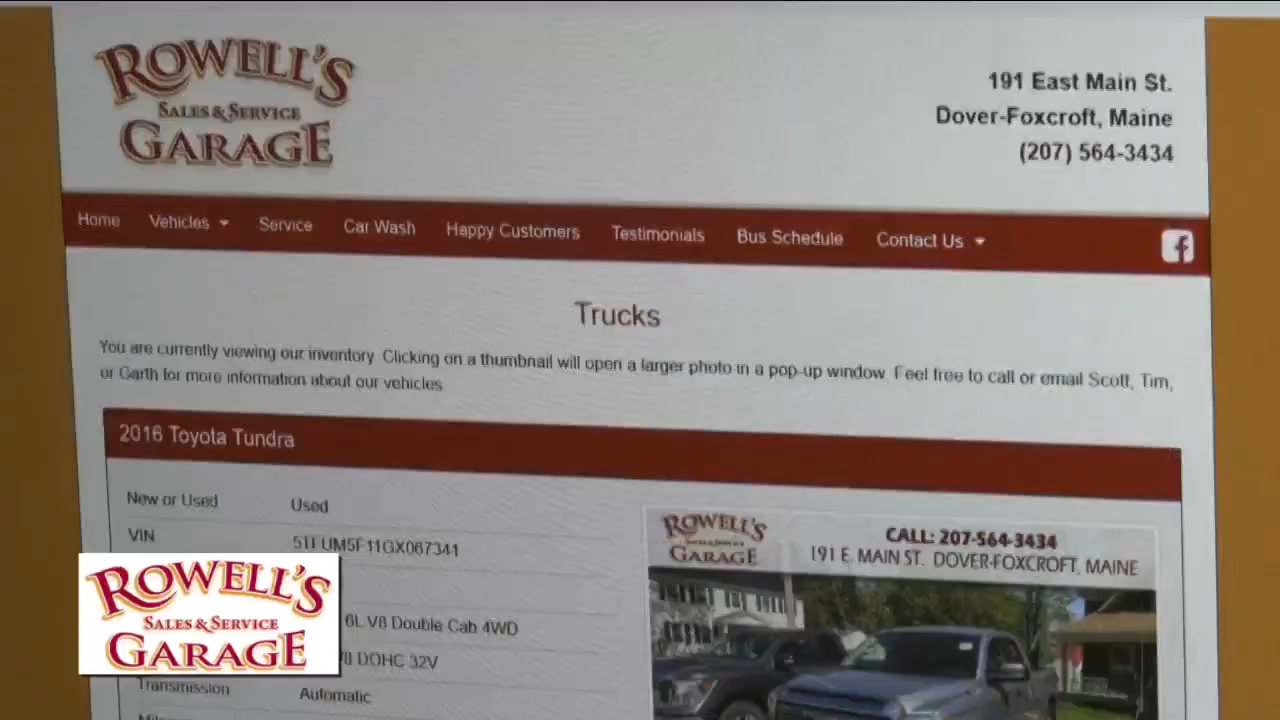 ROWELL'S
SALES & SERVICE
GARAGE
191 East Main St.
Dover-Foxcroft, Maine
(207) 564-3434
Home Vehicles Service Car Wash Happy Customers Testimonials Bus Schedule Contact Us f
Trucks
You are currently viewing our inventory. Clicking on a thumbnail will open a larger photo in a pop-up window. Feel free to call or email Scott, Tim,
or Garth for more information about our vehicles.
2016 Toyota Tundra
New or Used Used
VIN
6L V8 Double Cab 4WD
DOHC 32V
Transmission Automatic
ROWELL'S
GARAGE
CALL: 207-564-3434
191 E. MAIN ST. DOVER-FOXCROFT, MAINE
ROWELL'S
SALES & SERVICE
GARAGE